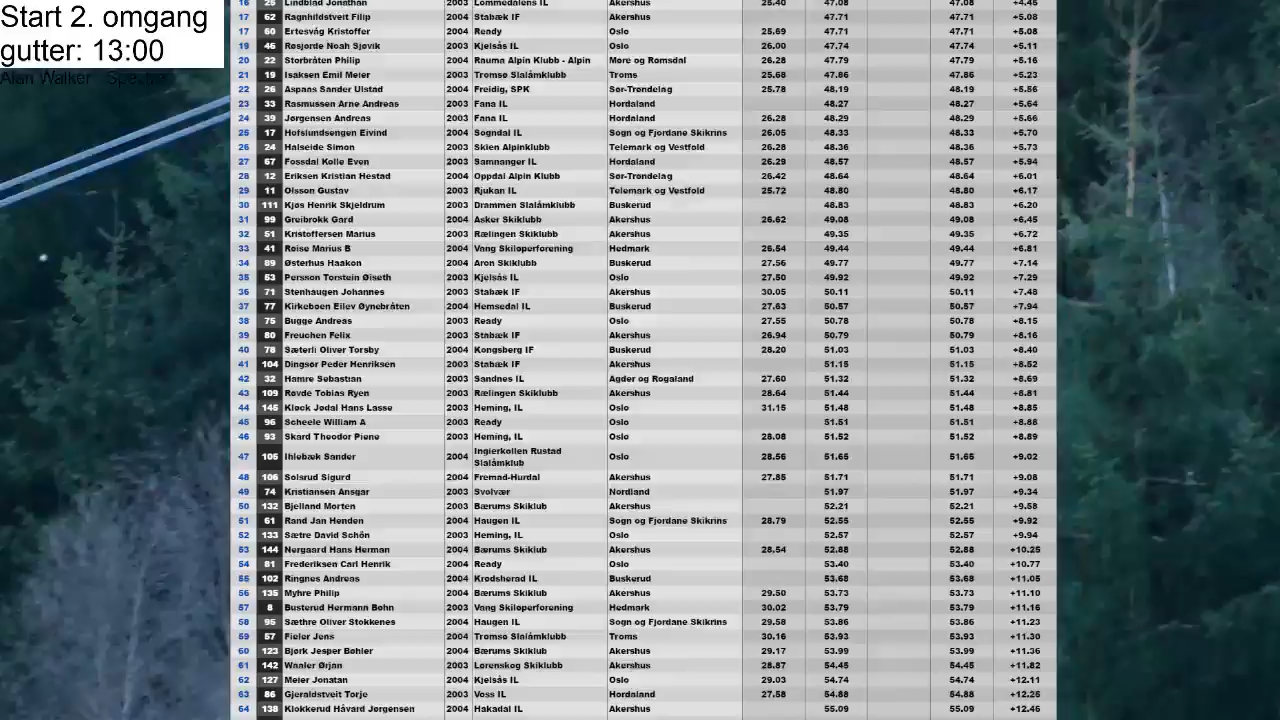 Start 2. omgang
gutter: 13:00
Alan Walker - Spectre
16 25 Lindblad Jonathan 2003 Lommedalens IL Akershus 25.40 47.08 47.08 +4.45
17 62 Ragnhildstveit Filip 2004 Stabæk IF Akershus 47.71 47.71 +5.08
17 60 Ertesvåg Kristoffer 2004 Ready Oslo 25.69 47.71 47.71 +5.08
19 46 Røsjorde Noah Sjøvik 2003 Kjelsås IL Oslo 26.00 47.74 47.74 +5.11
20 22 Storbråten Philip 2004 Rauma Alpin Klubb - Alpin Møre og Romsdal 26.28 47.79 47.79 +5.16
21 19 Isaksen Emil Meier 2003 Tromsø Slalåmklubb Troms 25.68 47.86 47.86 +5.23
22 26 Aspaas Sander Ulstad 2004 Freidig, SPK Sør-Trøndelag 25.78 48.19 48.19 +5.56
23 33 Rasmussen Arne Andreas 2003 Fana IL Hordaland 48.27 48.27 +5.64
24 39 Jørgensen Andreas 2003 Fana IL Hordaland 26.28 48.29 48.29 +5.66
25 17 Hofslundsengen Eivind 2004 Sogndal IL Sogn og Fjordane Skikrins 26.05 48.33 48.33 +5.70
26 24 Halseide Simon 2003 Skien Alpinklubb Telemark og Vestfold 26.28 48.36 48.36 +5.73
27 67 Fossdal Kolle Even 2003 Samnanger IL Hordaland 26.29 48.57 48.57 +5.94
28 12 Eriksen Kristian Hestad 2004 Oppdal Alpin Klubb Sør-Trøndelag 26.42 48.64 48.64 +6.01
29 11 Olsson Gustav 2003 Rjukan IL Telemark og Vestfold 25.72 48.80 48.80 +6.17
30 111 Kjøs Henrik Skjeldrum 2003 Drammen Slalåmklubb Buskerud 48.83 48.83 +6.20
31 99 Greibrokk Gard 2004 Asker Skiklubb Akershus 26.62 49.08 49.08 +6.45
32 51 Kristoffersen Marius 2003 Rælingen Skiklubb Akershus 49.35 49.35 +6.72
33 41 Røise Marius B 2004 Vang Skiløperforening Hedmark 26.54 49.44 49.44 +6.81
34 89 Østerhus Haakon 2004 Aron Skiklubb Buskerud 27.56 49.77 49.77 +7.14
35 53 Persson Torstein Øiseth 2003 Kjelsås IL Oslo 27.50 49.92 49.92 +7.29
36 71 Stenhaugen Johannes 2003 Stabæk IF Akershus 30.05 50.11 50.11 +7.48
37 77 Kirkeboen Eilev Øynebråten 2004 Hemsedal IL Buskerud 27.63 50.57 50.57 +7.94
38 75 Bugge Andreas 2003 Ready Oslo 27.55 50.78 50.78 +8.15
39 80 Freuchen Felix 2003 Stabæk IF Akershus 26.94 50.79 50.79 +8.16
40 78 Sæterli Oliver Torsby 2004 Kongsberg IF Buskerud 28.20 51.03 51.03 +8.40
41 104 Dingsør Peder Henriksen 2003 Stabæk IF Akershus 51.15 51.15 +8.52
42 32 Hamre Sebastian 2003 Sandnes IL Agder og Rogaland 27.60 51.32 51.32 +8.69
43 109 Røvde Tobias Ryen 2003 Rælingen Skiklubb Akershus 28.64 51.44 51.44 +8.81
44 145 Kløck Jødal Hans Lasse 2003 Heming, IL Oslo 31.15 51.48 51.48 +8.85
45 96 Scheele William A 2003 Ready Oslo 51.51 51.51 +8.88
46 93 Skard Theodor Piene 2003 Heming, IL Oslo 28.08 51.52 51.52 +8.89
47 105 Ihlebæk Sander 2004 Ingierkollen Rustad Slalåmklub Oslo 28.56 51.65 51.65 +9.02
48 106 Solsrud Sigurd 2004 Fremad-Hurdal Akershus 27.85 51.71 51.71 +9.08
49 74 Kristiansen Ansgar 2003 Svolvær Nordland 51.97 51.97 +9.34
50 132 Bjelland Morten 2003 Bærums Skiklub Akershus 52.21 52.21 +9.58
51 61 Rand Jan Henden 2004 Haugen IL Sogn og Fjordane Skikrins 28.79 52.55 52.55 +9.92
52 133 Sætre David Schön 2003 Heming, IL Oslo 52.57 52.57 +9.94
53 144 Nergaard Hans Herman 2004 Bærums Skiklub Akershus 28.54 52.88 52.88 +10.25
54 81 Frederiksen Carl Henrik 2004 Ready Oslo 53.40 53.40 +10.77
55 102 Ringnes Andreas 2004 Krødsherad IL Buskerud 53.68 53.68 +11.05
56 135 Myhre Philip 2004 Bærums Skiklub Akershus 29.50 53.73 53.73 +11.10
57 8 Busterud Hermann Bøhn 2003 Vang Skiløperforening Hedmark 30.02 53.79 53.79 +11.16
58 95 Sæthre Oliver Stokkenes 2004 Haugen IL Sogn og Fjordane Skikrins 29.58 53.86 53.86 +11.23
59 57 Fieler Jens 2004 Tromsø Slalåmklubb Troms 30.16 53.93 53.93 +11.30
60 123 Bjørk Jesper Bøhler 2004 Bærums Skiklub Akershus 29.17 53.99 53.99 +11.36
61 142 Waaler Ørjan 2003 Lørenskog Skiklubb Akershus 28.87 54.45 54.45 +11.82
62 127 Meier Jonatan 2004 Kjelsås IL Oslo 29.03 54.74 54.74 +12.11
63 86 Gjeraldstveit Torje 2003 Voss IL Hordaland 27.58 54.88 54.88 +12.25
64 138 Klokkerud Håvard Jørgensen 2004 Hakadal IL Akershus 55.09 55.09 +12.46